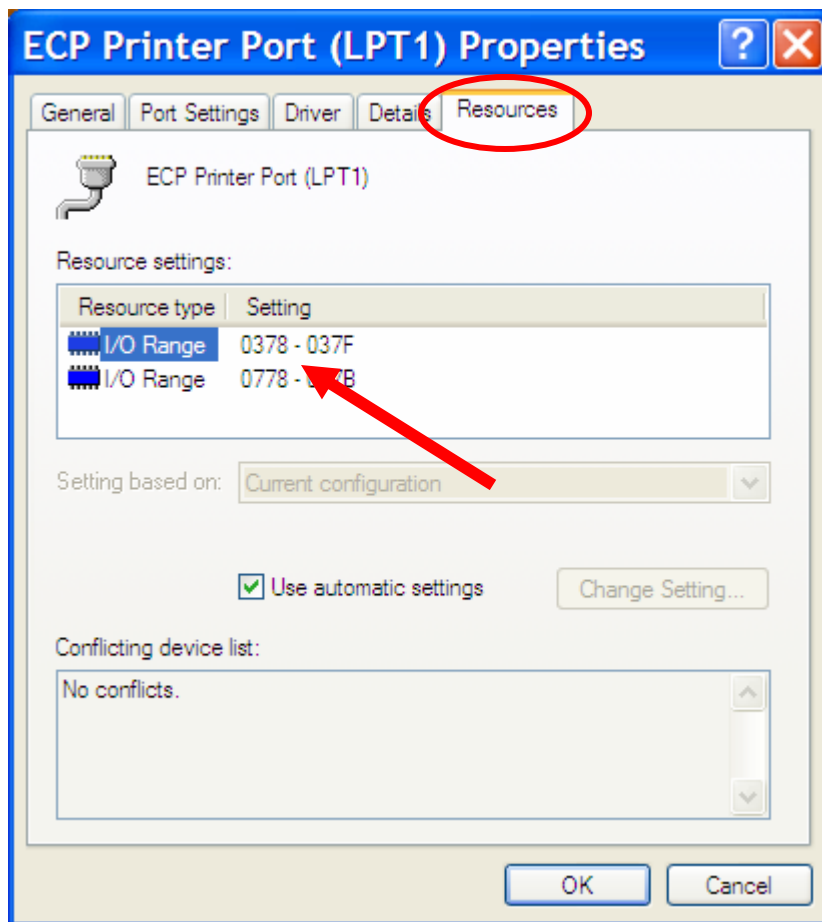 ECP Printer Port (LPT1) Properties
General Port Settings Driver Details Resources
ECP Printer Port (LPT1)
Resource settings:
Resource type Setting
I/O Range 0378 - 037F
I/O Range 0778 -
Setting based on: Current configuration
Use automatic settings Change Setting...
Conflicting device list:
No conflicts.
OK Cancel